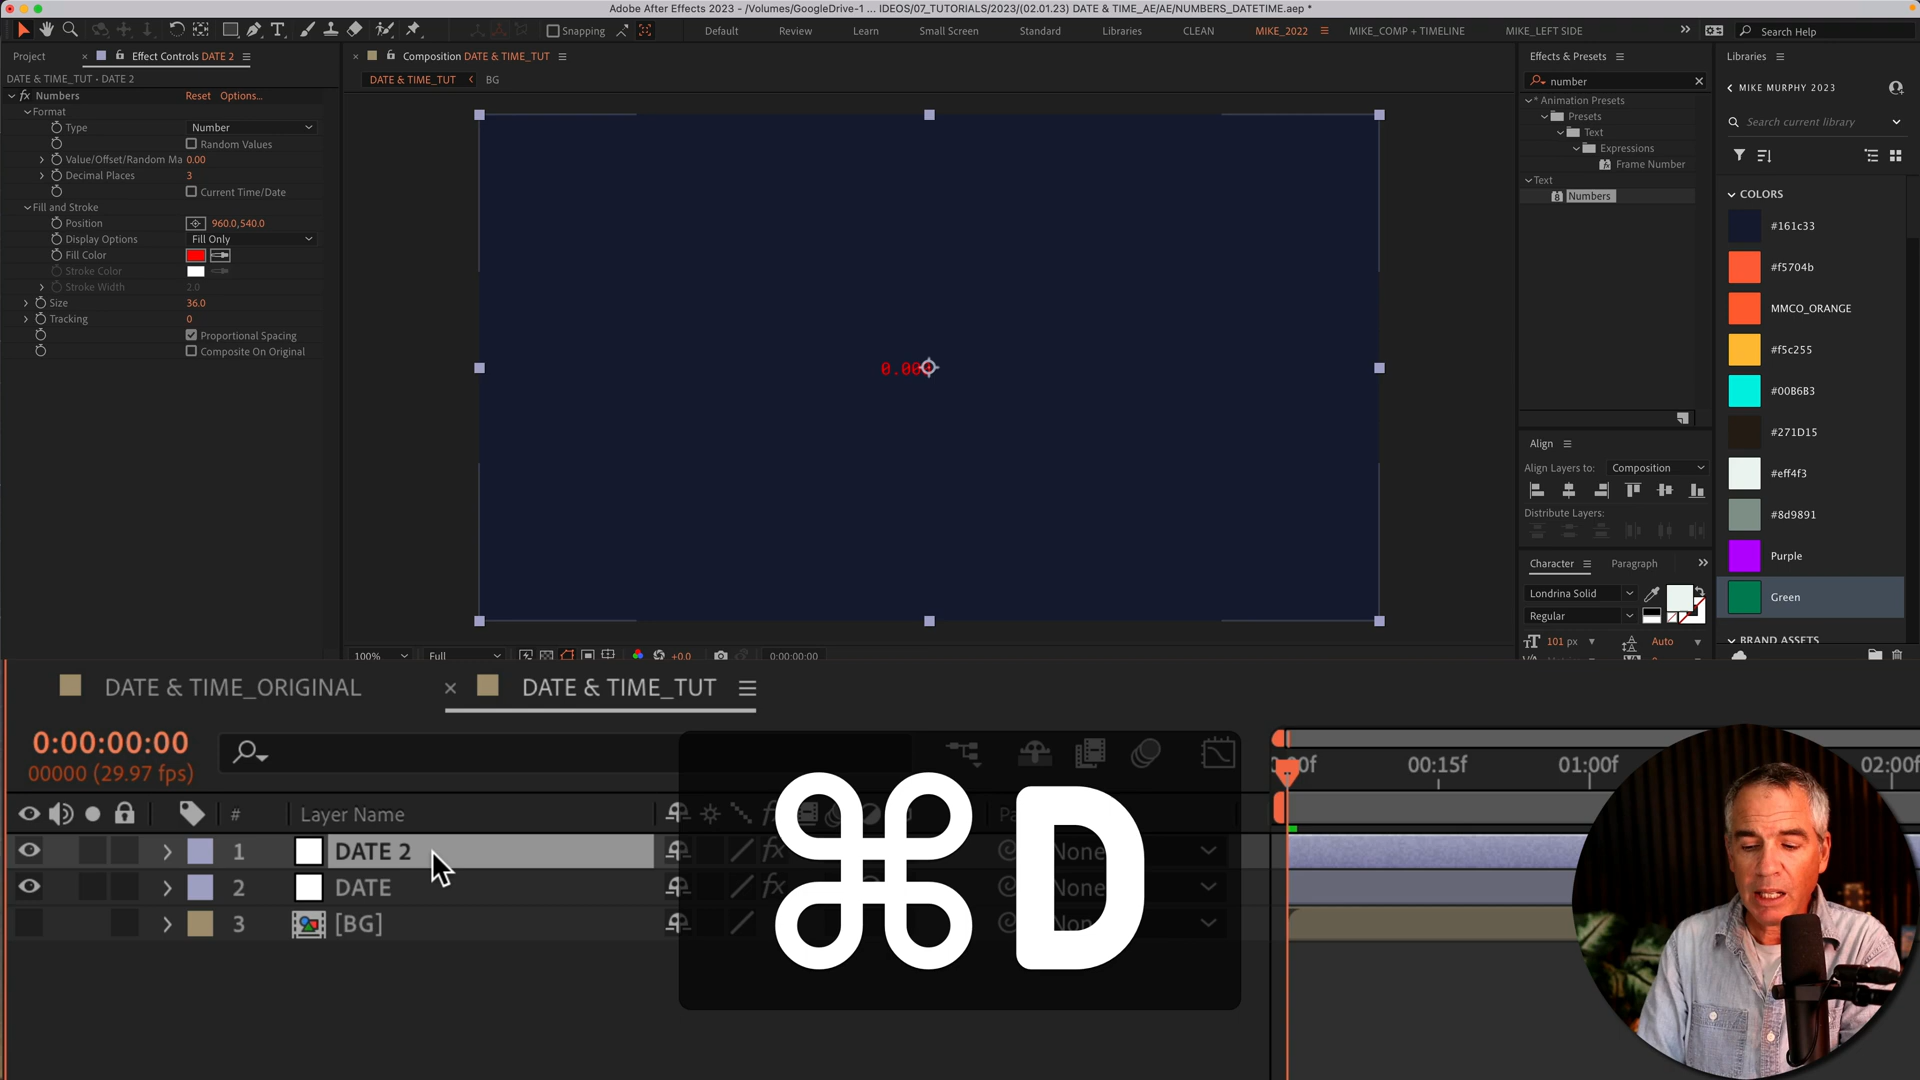 Adobe After Effects 2023 - /Volumes/GoogleDrive-1 ... IDEOS/07_TUTORIALS/2023/(02.01.23) DATE & TIME_AE/AE/NUMBERS_DATETIME.aep *
Snapping
Default
Review
Learn
Small Screen
Standard
Libraries
CLEAN
MIKE_2022
MIKE_COMP + TIMELINE
MIKE_LEFT SIDE
Search Help
Project
Effect Controls DATE 2
Composition DATE & TIME_TUT
Effects & Presets
Libraries
DATE & TIME_TUT • DATE 2
DATE & TIME_TUT
BG
number
MIKE MURPHY 2023
fx Numbers
Reset
Options...
Format
Type
Number
Random Values
Value/Offset/Random Ma
0.00
Decimal Places
3
Current Time/Date
Fill and Stroke
Position
960.0,540.0
Display Options
Fill Only
Fill Color
Stroke Color
Stroke Width
2.0
Size
36.0
Tracking
0
Proportional Spacing
Composite On Original
* Animation Presets
Presets
Text
Expressions
Frame Number
Text
Numbers
Search current library
COLORS
#161c33
#f5704b
MMCO_ORANGE
#f5c255
#00B6B3
#271D15
#eff4f3
#8d9891
Purple
Green
BRAND ASSETS
Align
Align Layers to:
Composition
Distribute Layers:
Character
Paragraph
Londrina Solid
Regular
101 px
Auto
100%
Full
+0.0
0:00:00:00
DATE & TIME_ORIGINAL
DATE & TIME_TUT
0:00:00:00
00000 (29.97 fps)
00:15f
01:00f
02:00f
#
Layer Name
1
DATE 2
fx
None
2
DATE
fx
None
3
[BG]
⌘D